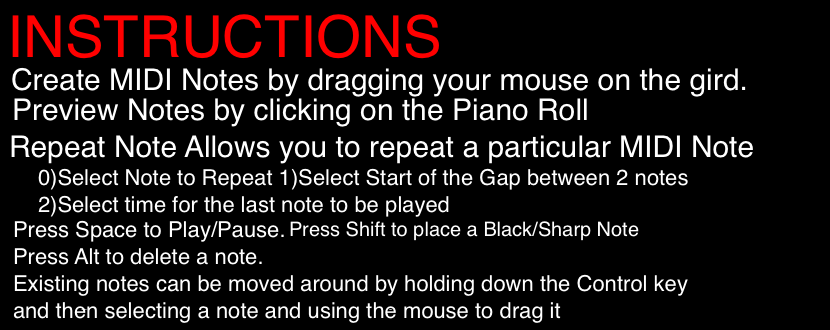 INSTRUCTIONS
Create MIDI Notes by dragging your mouse on the gird.
Preview Notes by clicking on the Piano Roll
Repeat Note Allows you to repeat a particular MIDI Note
0)Select Note to Repeat 1)Select Start of the Gap between 2 notes
2)Select time for the last note to be played
Press Space to Play/Pause. Press Shift to place a Black/Sharp Note
Press Alt to delete a note.
Existing notes can be moved around by holding down the Control key
and then selecting a note and using the mouse to drag it